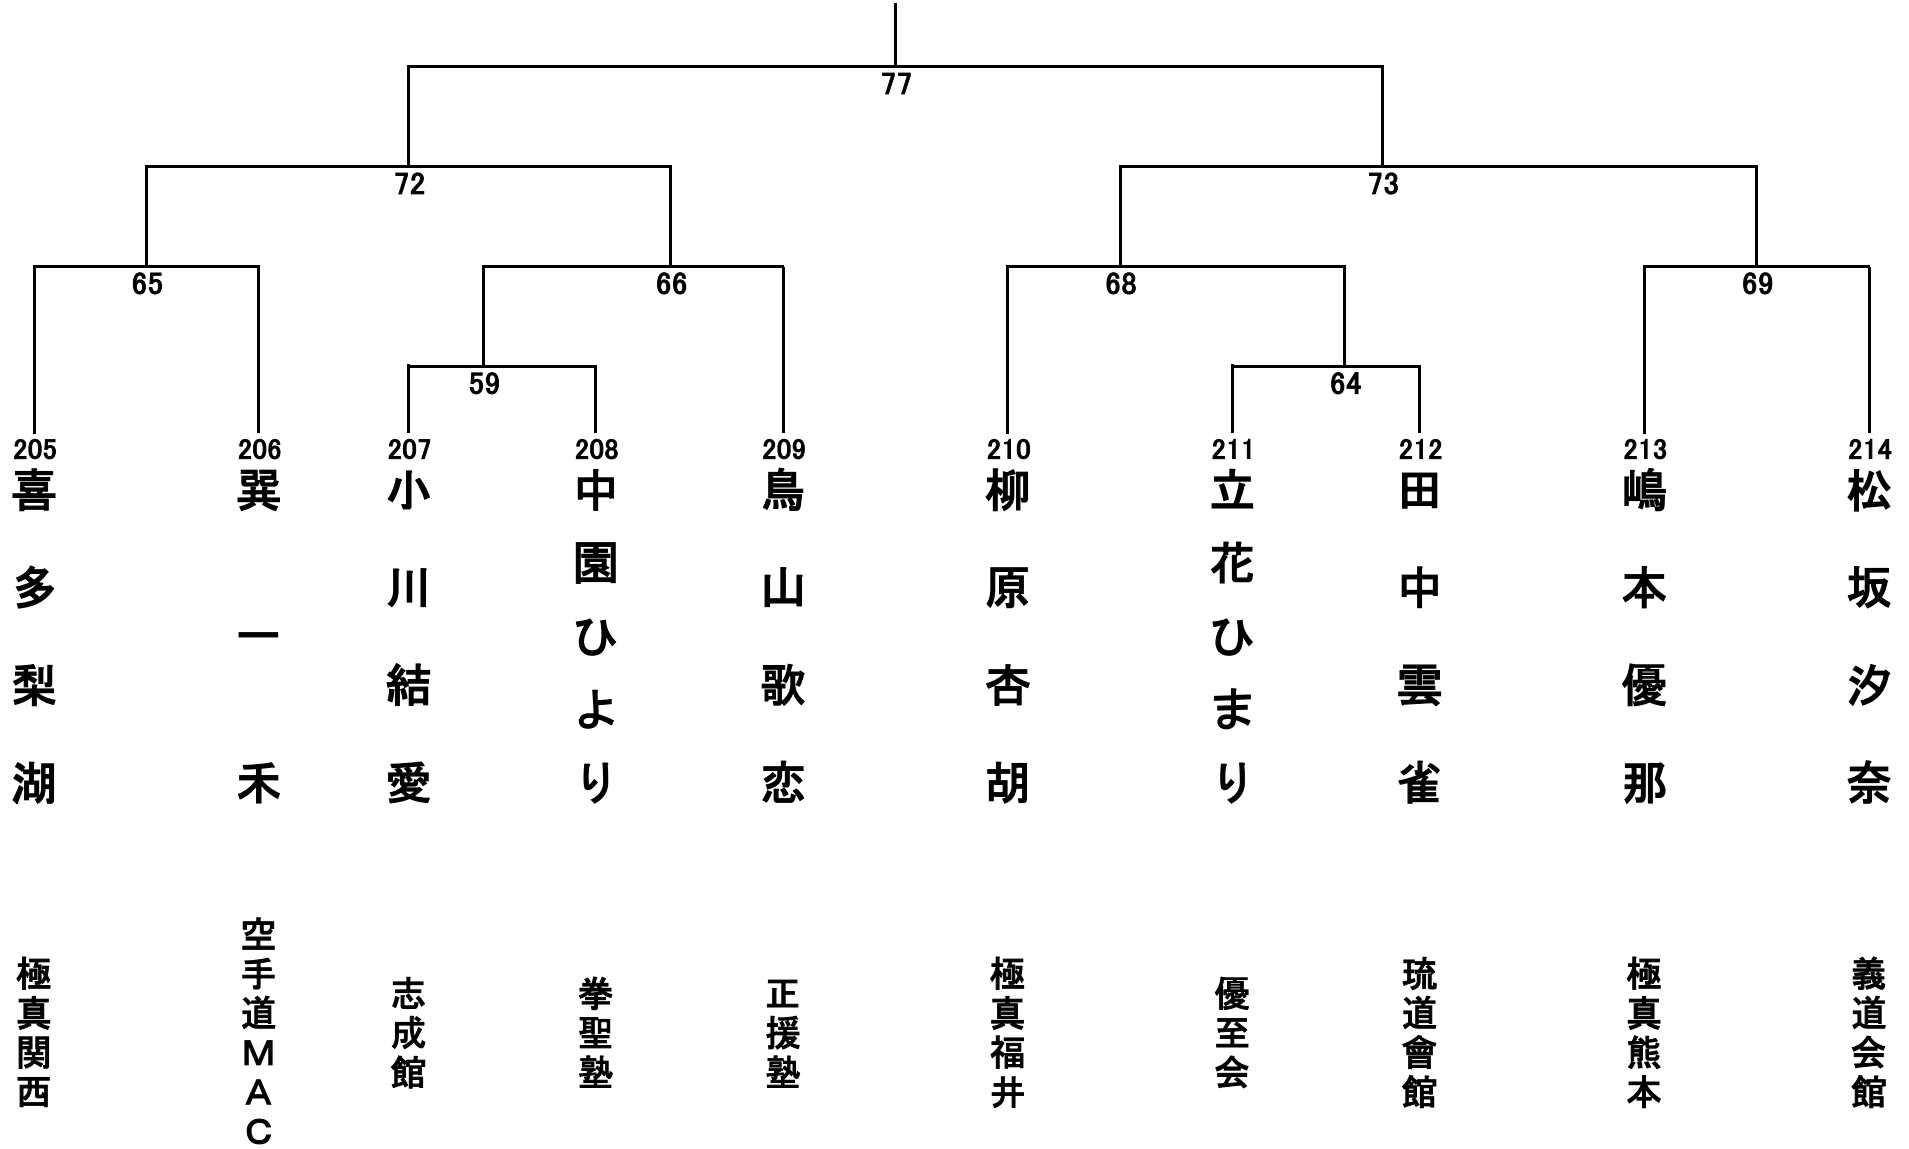 77
72
73
65
66
68
69
59
64
205
206
207
208
209
210
211
212
213
214
喜多梨湖
巽一禾
小川結愛
中園ひより
鳥山歌恋
柳原杏胡
立花ひまり
田中雲雀
嶋本優那
松坂汐奈
極真関西
空手道ＭＡＣ
志成館
拳聖塾
正援塾
極真福井
優至会
琉道會館
極真熊本
義道会館